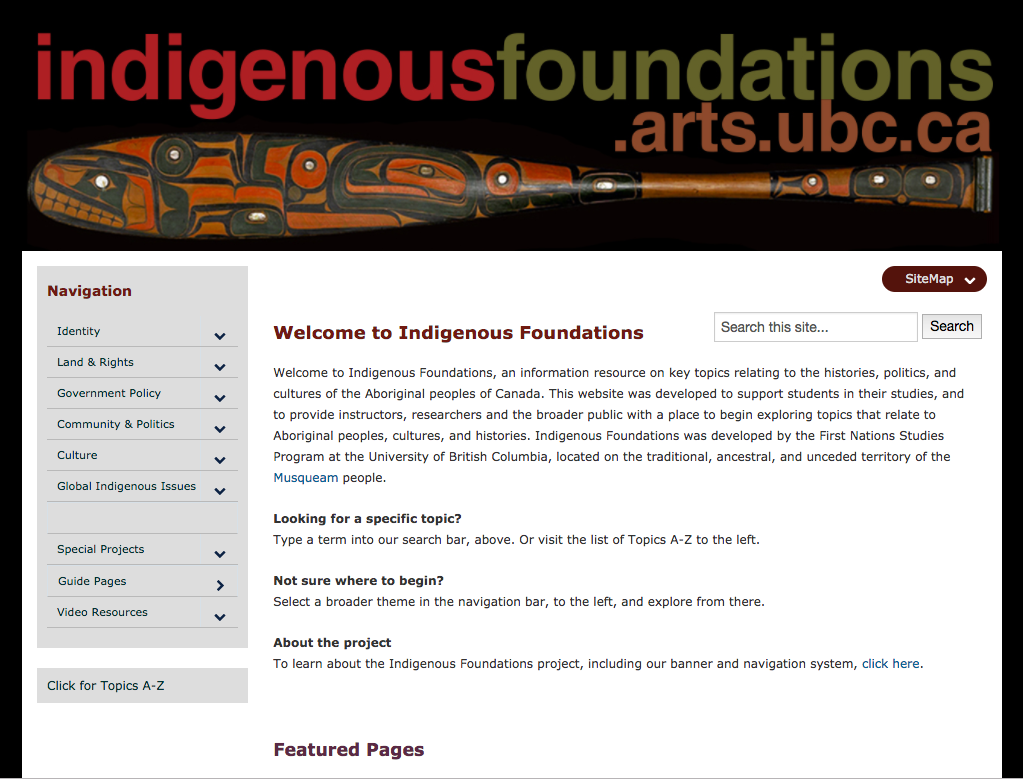 indigenousfoundations
.arts.ubc.ca
Navigation
Identity
Land & Rights
Government Policy
Community & Politics
Culture
Global Indigenous Issues
Special Projects
Guide Pages
Video Resources
Click for Topics A-Z
SiteMap
Search this site...
Search
Welcome to Indigenous Foundations
Welcome to Indigenous Foundations, an information resource on key topics relating to the histories, politics, and
cultures of the Aboriginal peoples of Canada. This website was developed to support students in their studies, and
to provide instructors, researchers and the broader public with a place to begin exploring topics that relate to
Aboriginal peoples, cultures, and histories. Indigenous Foundations was developed by the First Nations Studies
Program at the University of British Columbia, located on the traditional, ancestral, and unceded territory of the
Musqueam people.
Looking for a specific topic?
Type a term into our search bar, above. Or visit the list of Topics A-Z to the left.
Not sure where to begin?
Select a broader theme in the navigation bar, to the left, and explore from there.
About the project
To learn about the Indigenous Foundations project, including our banner and navigation system, click here.
Featured Pages